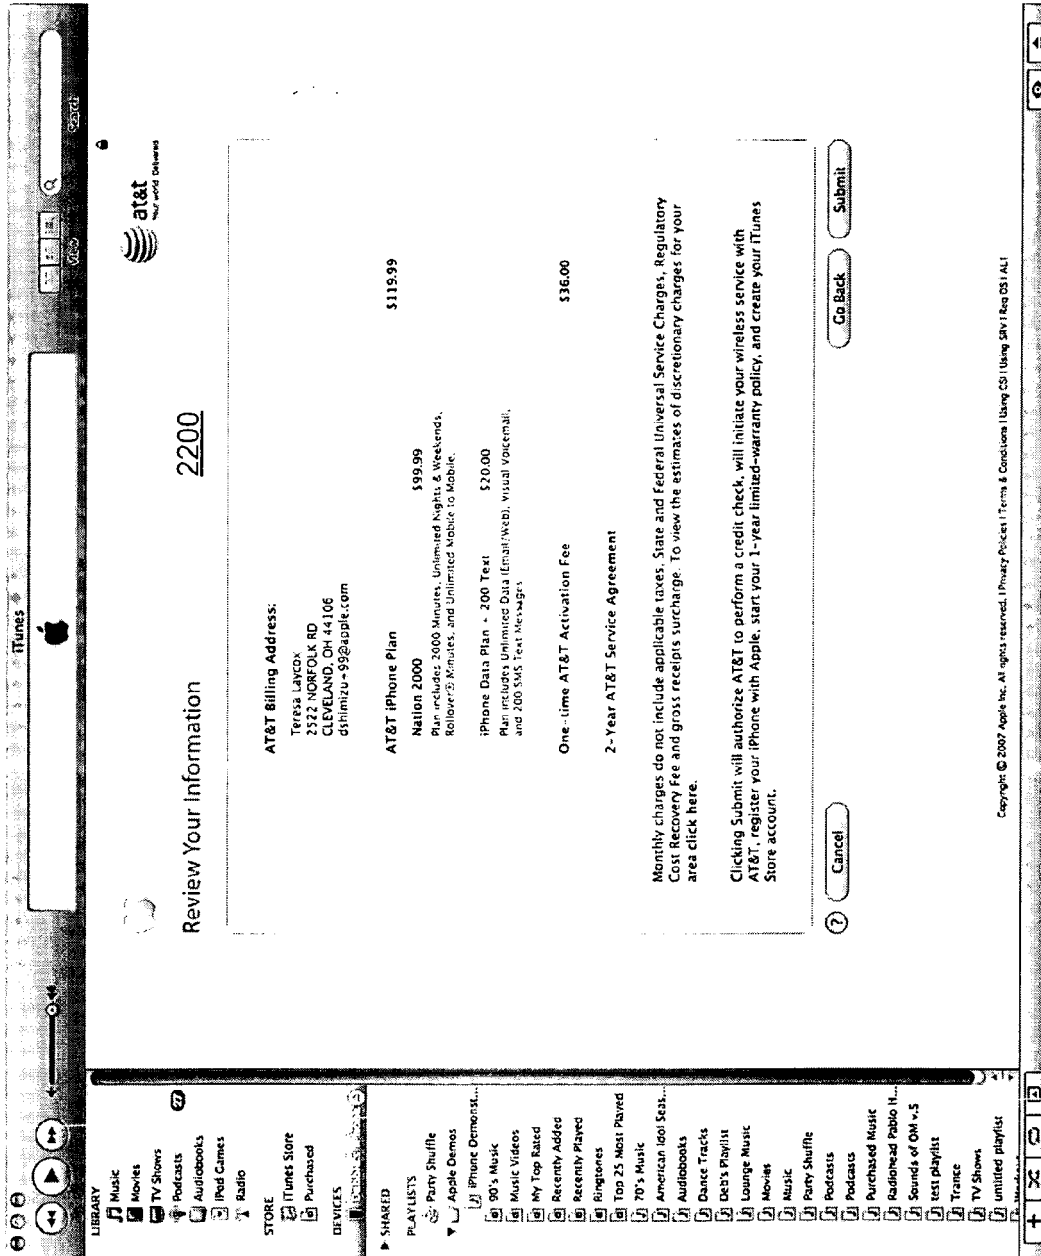 iTunes
View
Search
LIBRARY
Music
Movies
TV Shows
Podcasts
27
Audiobooks
iPod Games
Radio
STORE
iTunes Store
Purchased
DEVICES
SHARED
PLAYLISTS
Party Shuffle
Apple Demos
iPhone Demonst...
90's Music
Music Videos
My Top Rated
Recently Added
Recently Played
Ringtones
Top 25 Most Played
70's Music
American Idol Seas...
Audiobooks
Dance Tracks
Deb's Playlist
Lounge Music
Movies
Music
Party Shuffle
Podcasts
Podcasts
Purchased Music
Radiohead Pablo H...
Sounds of OM v.5
test playlist
Trance
TV Shows
untitled playlist
at&t
Your world Delivered
Review Your Information
2200
AT&T Billing Address:
Teresa Laycox
2522 NORFOLK RD
CLEVELAND, OH 44106
dshimizu+99@apple.com
AT&T iPhone Plan $119.99
Nation 2000 $99.99
Plan includes 2000 Minutes, Unlimited Nights & Weekends,
Rollover® Minutes, and Unlimited Mobile to Mobile.
iPhone Data Plan + 200 Text $20.00
Plan includes Unlimited Data (Email/Web), Visual Voicemail,
and 200 SMS Text Messages
One-time AT&T Activation Fee $36.00
2-Year AT&T Service Agreement
Monthly charges do not include applicable taxes, State and Federal Universal Service Charges, Regulatory
Cost Recovery Fee and gross receipts surcharge. To view the estimates of discretionary charges for your
area click here.
Clicking Submit will authorize AT&T to perform a credit check, will initiate your wireless service with
AT&T, register your iPhone with Apple, start your 1-year limited-warranty policy, and create your iTunes
Store account.
?
Cancel
Go Back
Submit
Copyright © 2007 Apple Inc. All rights reserved. | Privacy Policies | Terms & Conditions | Using CSI | Using SRV | Req OS | AL1